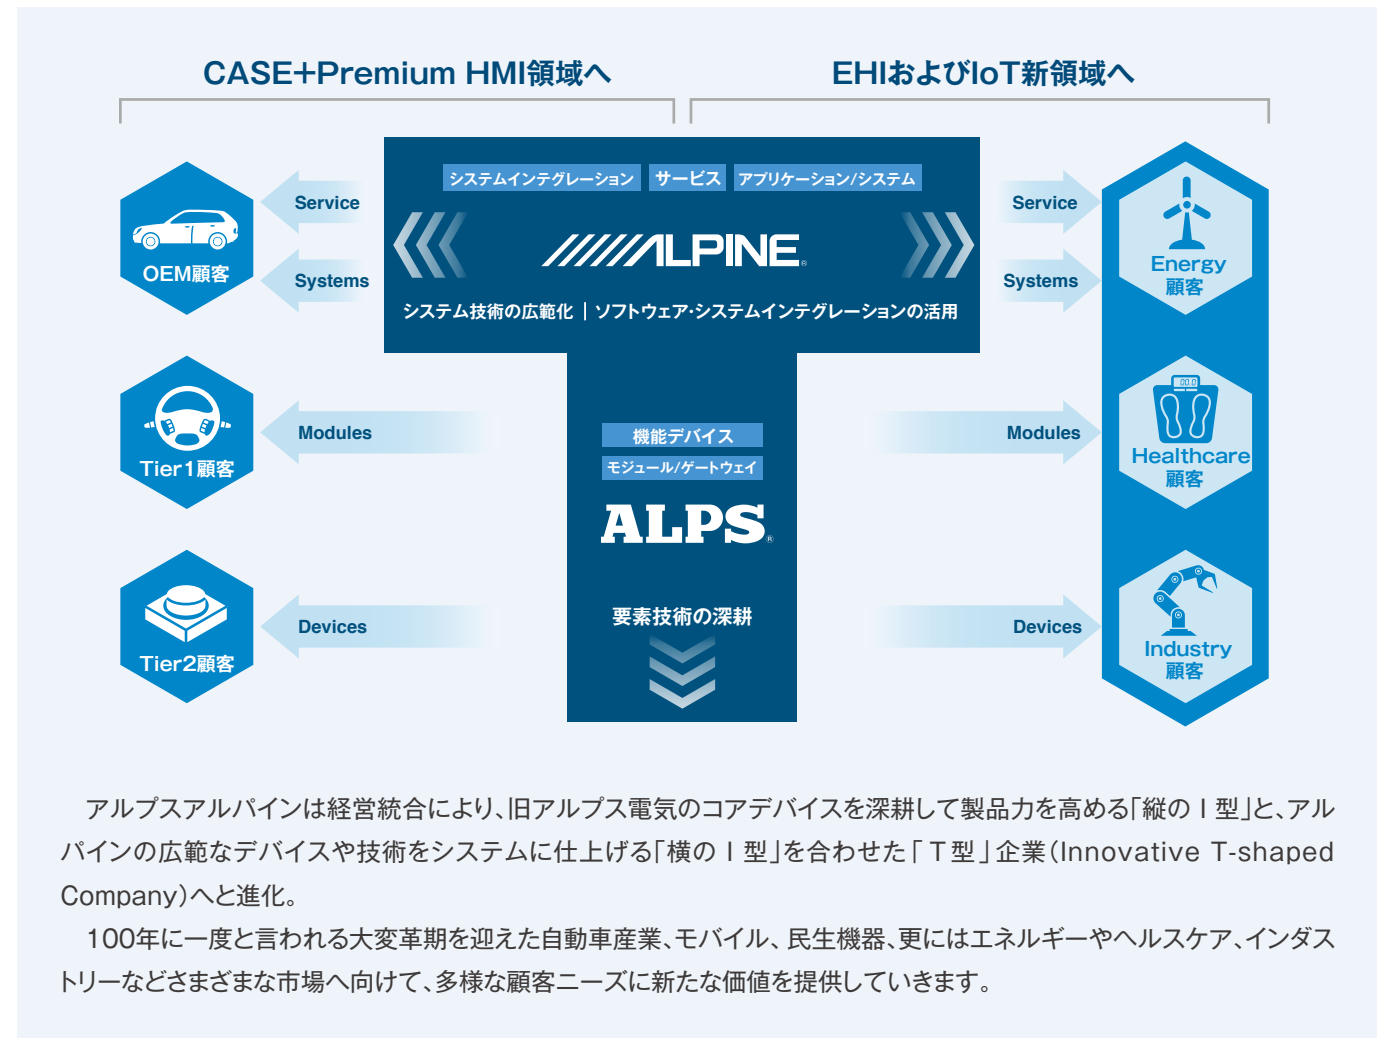 CASE+Premium HMI領域へ
EHIおよびIoT新領域へ
システムインテグレーション
サービス
アプリケーション/システム
Service
Systems
OEM顧客
ALPINE®
システム技術の広範化｜ソフトウェア・システムインテグレーションの活用
Service
Systems
Energy
顧客
Modules
Tier1顧客
機能デバイス
モジュール/ゲートウェイ
ALPS®
Modules
00.0
Healthcare
顧客
Devices
Tier2顧客
要素技術の深耕
Devices
Industry
顧客
アルプスアルパインは経営統合により、旧アルプス電気のコアデバイスを深耕して製品力を高める「縦のI型」と、アル
パインの広範なデバイスや技術をシステムに仕上げる「横のI型」を合わせた「T型」企業（Innovative T-shaped
Company）へと進化。
100年に一度と言われる大変革期を迎えた自動車産業、モバイル、民生機器、更にはエネルギーやヘルスケア、インダス
トリーなどさまざまな市場へ向けて、多様な顧客ニーズに新たな価値を提供していきます。